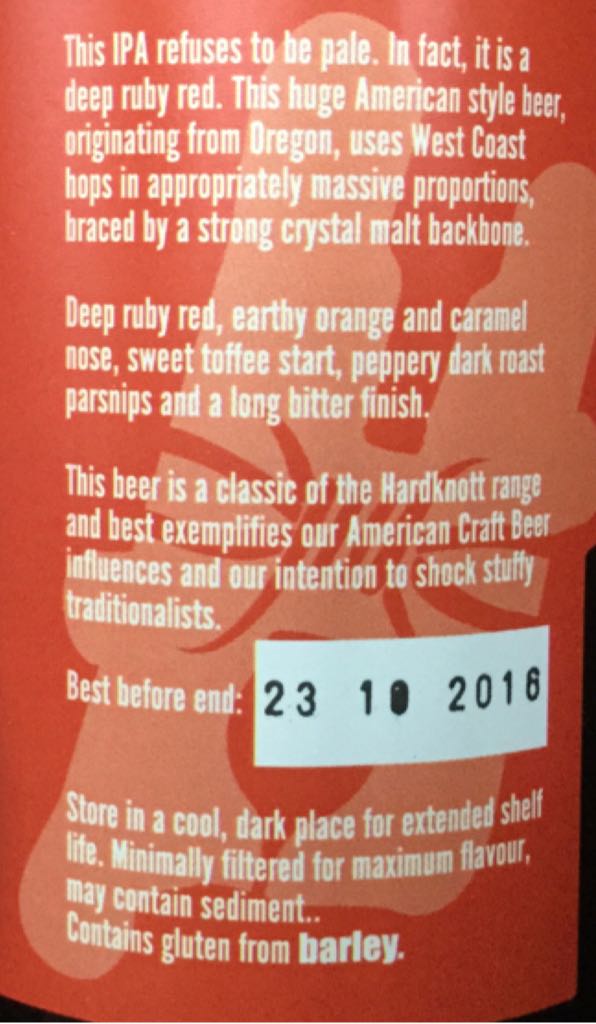 This IPA refuses to be pale. In fact, it is a
deep ruby red. This huge American style beer,
originating from Oregon, uses West Coast
hops in appropriately massive proportions,
braced by a strong crystal malt backbone.
Deep ruby red, earthy orange and caramel
nose, sweet toffee start, peppery dark roast
parsnips and a long bitter finish.
This beer is a classic of the Hardknott range
and best exemplifies our American Craft Beer
influences and our intention to shock stuffy
traditionalists.
Best before end: 23 10 2016
Store in a cool, dark place for extended shelf
life. Minimally filtered for maximum flavour,
may contain sediment..
Contains gluten from barley.